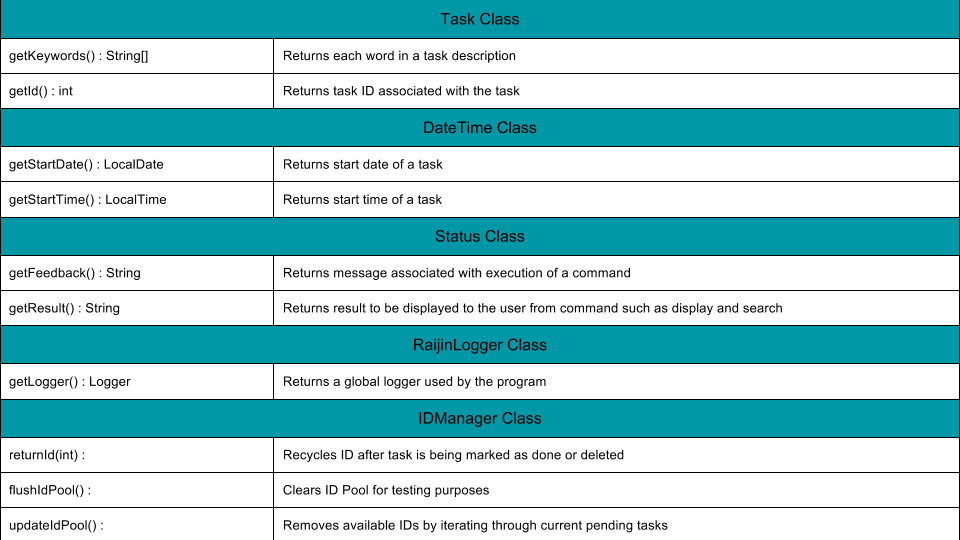 Task Class
getKeywords() : String[]
Returns each word in a task description
getId() : int
Returns task ID associated with the task
DateTime Class
getStartDate() : LocalDate
Returns start date of a task
getStartTime() : LocalTime
Returns start time of a task
Status Class
getFeedback() : String
Returns message associated with execution of a command
getResult() : String
Returns result to be displayed to the user from command such as display and search
RaijinLogger Class
getLogger() : Logger
Returns a global logger used by the program
IDManager Class
returnId(int) :
Recycles ID after task is being marked as done or deleted
flushIdPool() :
Clears ID Pool for testing purposes
updateIdPool() :
Removes available IDs by iterating through current pending tasks